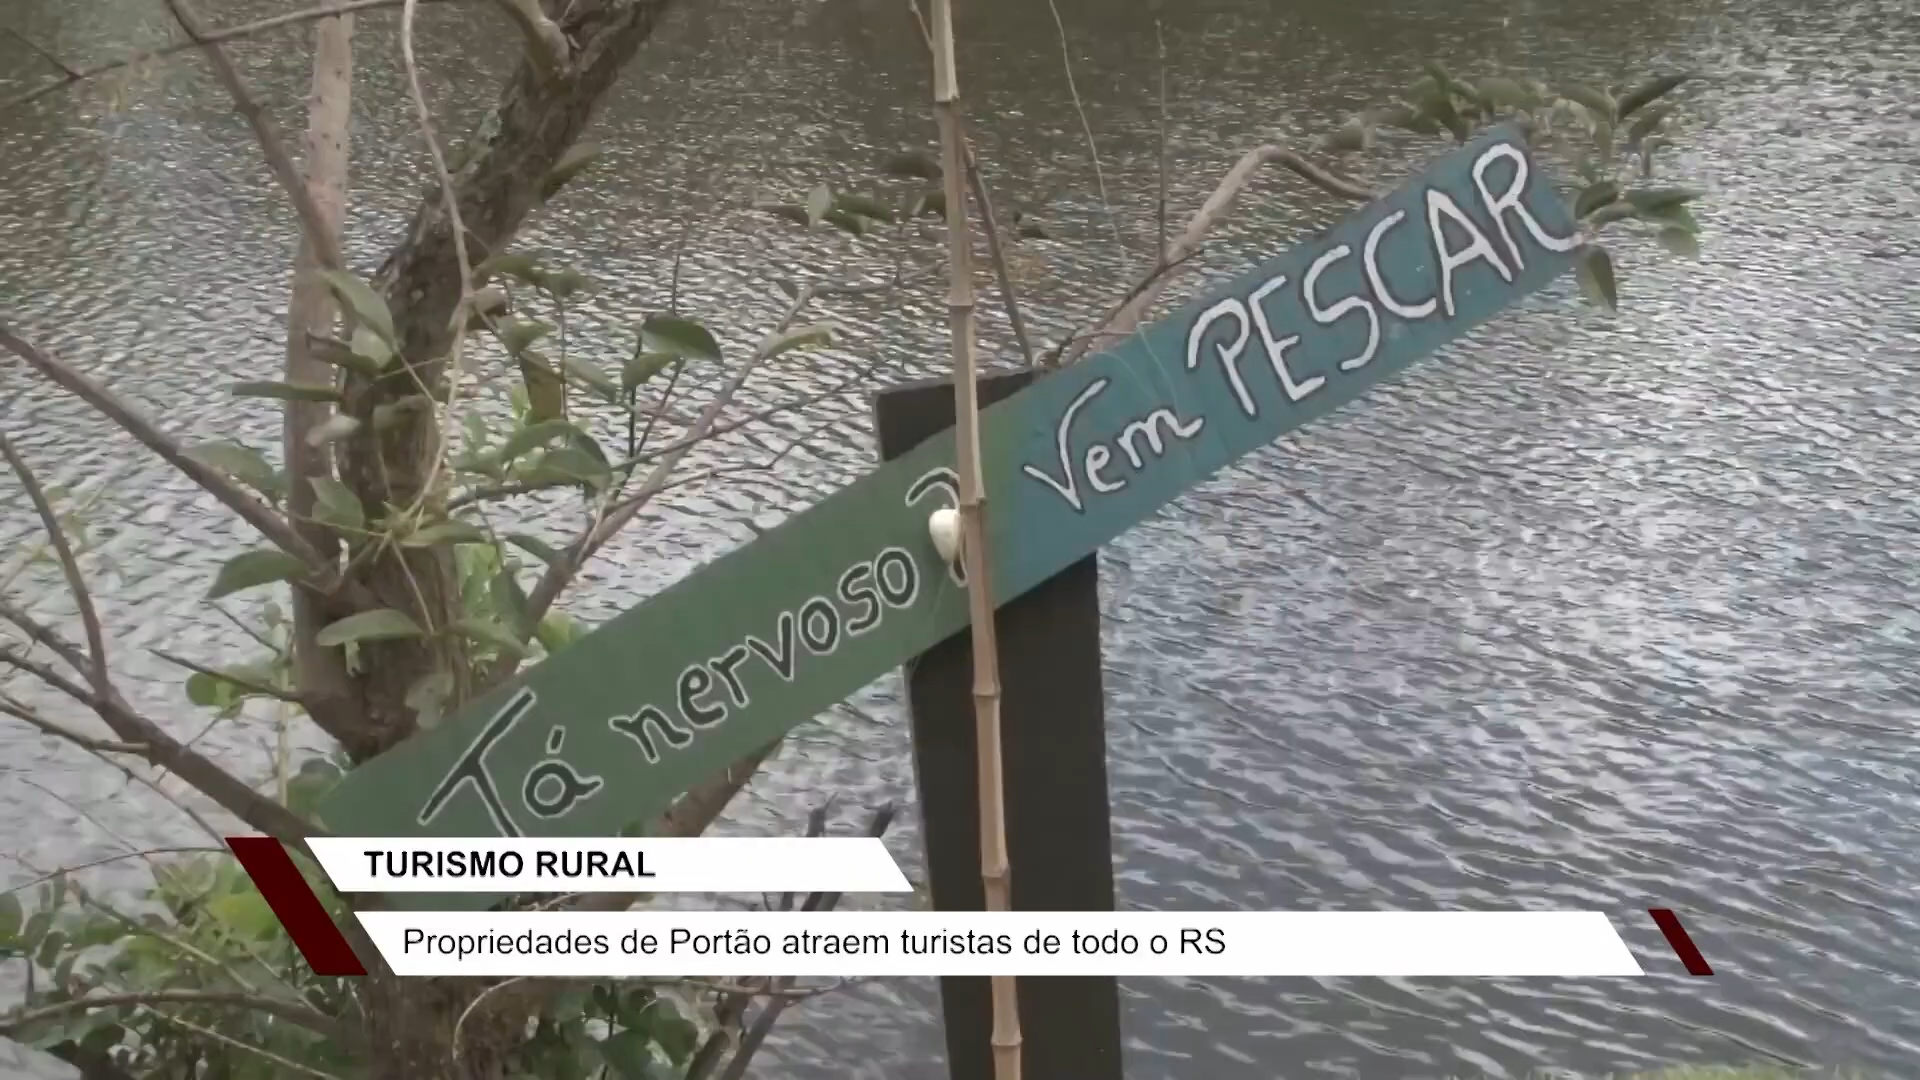 Tá nervoso? Vem PESCAR
TURISMO RURAL
Propriedades de Portão atraem turistas de todo o RS